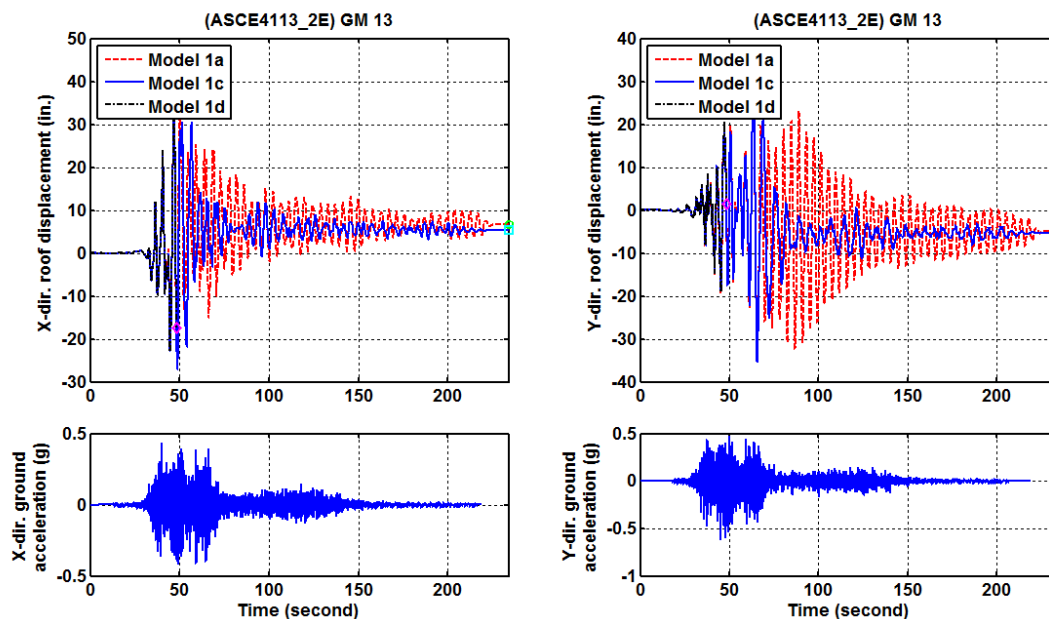 (ASCE4113_2E) GM 13
50
40
30
20
10
0
-10
-20
-30
X-dir. roof displacement (in.)
Model 1a
Model 1c
Model 1d
0
50
100
150
200
(ASCE4113_2E) GM 13
40
30
20
10
0
-10
-20
-30
-40
Y-dir. roof displacement (in.)
Model 1a
Model 1c
Model 1d
0
50
100
150
200
0.5
0
-0.5
X-dir. ground
acceleration (g)
0
50
100
150
200
Time (second)
0.5
0
-0.5
-1
Y-dir. ground
acceleration (g)
0
50
100
150
200
Time (second)